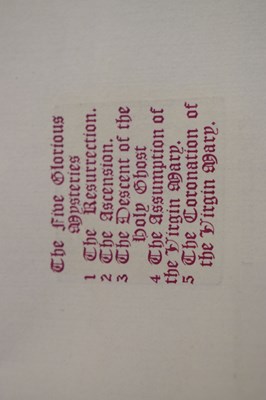 The Five Glorious
Mysteries
1 The Resurrection.
2 The Ascension.
3 The Descent of the
Holy Ghost
4 The Assumption of
the Virgin Mary.
5 The Coronation of
the Virgin Mary.